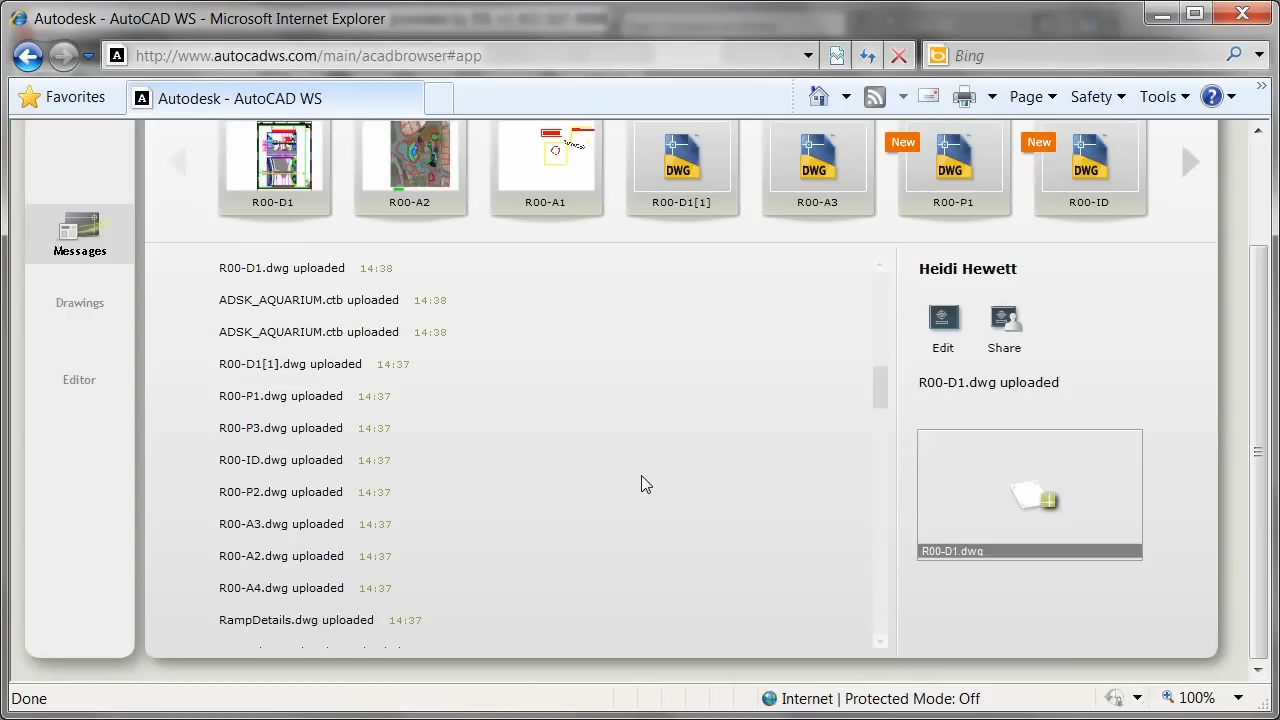 Autodesk - AutoCAD WS - Microsoft Internet Explorer
http://www.autocadws.com/main/acadbrowser#app
Bing
Favorites
Autodesk - AutoCAD WS
Page
Safety
Tools
New
New
DWG
DWG
DWG
DWG
R00-D1
R00-A2
R00-A1
R00-D1[1]
R00-A3
R00-P1
R00-ID
Messages
Drawings
Editor
R00-D1.dwg uploaded 14:38
ADSK_AQUARIUM.ctb uploaded 14:38
ADSK_AQUARIUM.ctb uploaded 14:38
R00-D1[1].dwg uploaded 14:37
R00-P1.dwg uploaded 14:37
R00-P3.dwg uploaded 14:37
R00-ID.dwg uploaded 14:37
R00-P2.dwg uploaded 14:37
R00-A3.dwg uploaded 14:37
R00-A2.dwg uploaded 14:37
R00-A4.dwg uploaded 14:37
RampDetails.dwg uploaded 14:37
Heidi Hewett
Edit
Share
R00-D1.dwg uploaded
R00-D1.dwg
Done
Internet | Protected Mode: Off
100%